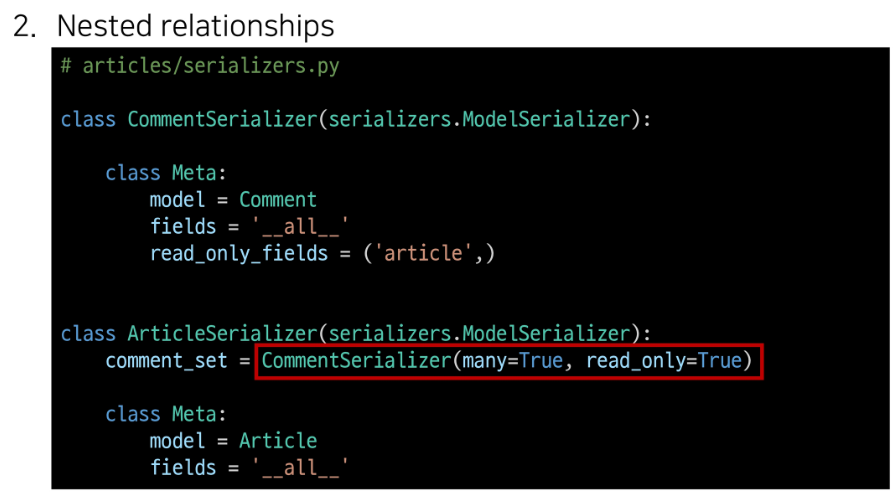 2. Nested relationships
# articles/serializers.py
class CommentSerializer(serializers.ModelSerializer):
class Meta:
model = Comment
fields = '__all__'
read_only_fields = ('article',)
class ArticleSerializer(serializers.ModelSerializer):
comment_set = CommentSerializer(many=True, read_only=True)
class Meta:
model = Article
fields = '__all__'